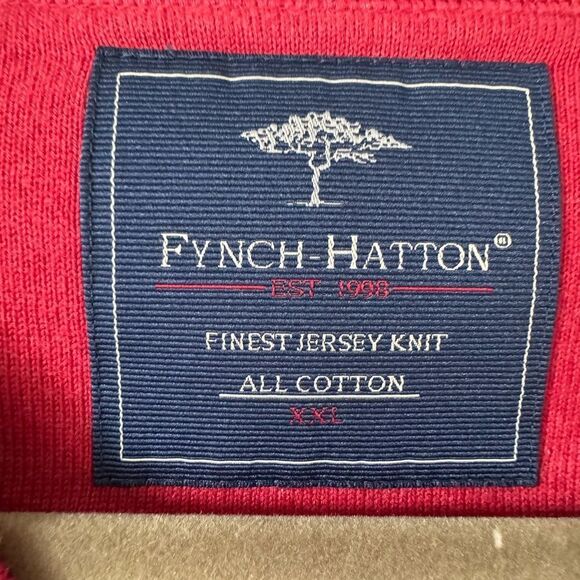 FYNCH-HATTON®
EST 1998
FINEST JERSEY KNIT
ALL COTTON
XXL